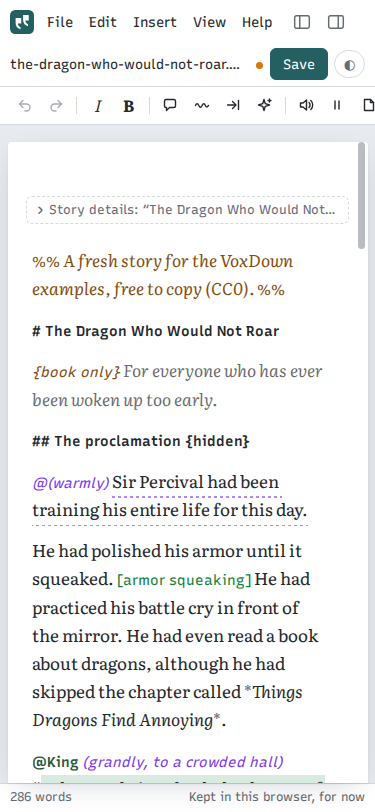 File Edit Insert View Help
the-dragon-who-would-not-roar....
Save
I B
Story details: “The Dragon Who Would Not...
%% A fresh story for the VoxDown
examples, free to copy (CC0). %%
# The Dragon Who Would Not Roar
{book only} For everyone who has ever
been woken up too early.
## The proclamation {hidden}
@(warmly) Sir Percival had been
training his entire life for this day.
He had polished his armor until it
squeaked. [armor squeaking] He had
practiced his battle cry in front of
the mirror. He had even read a book
about dragons, although he had
skipped the chapter called *Things
Dragons Find Annoying*.
@King (grandly, to a crowded hall)
286 words
Kept in this browser, for now